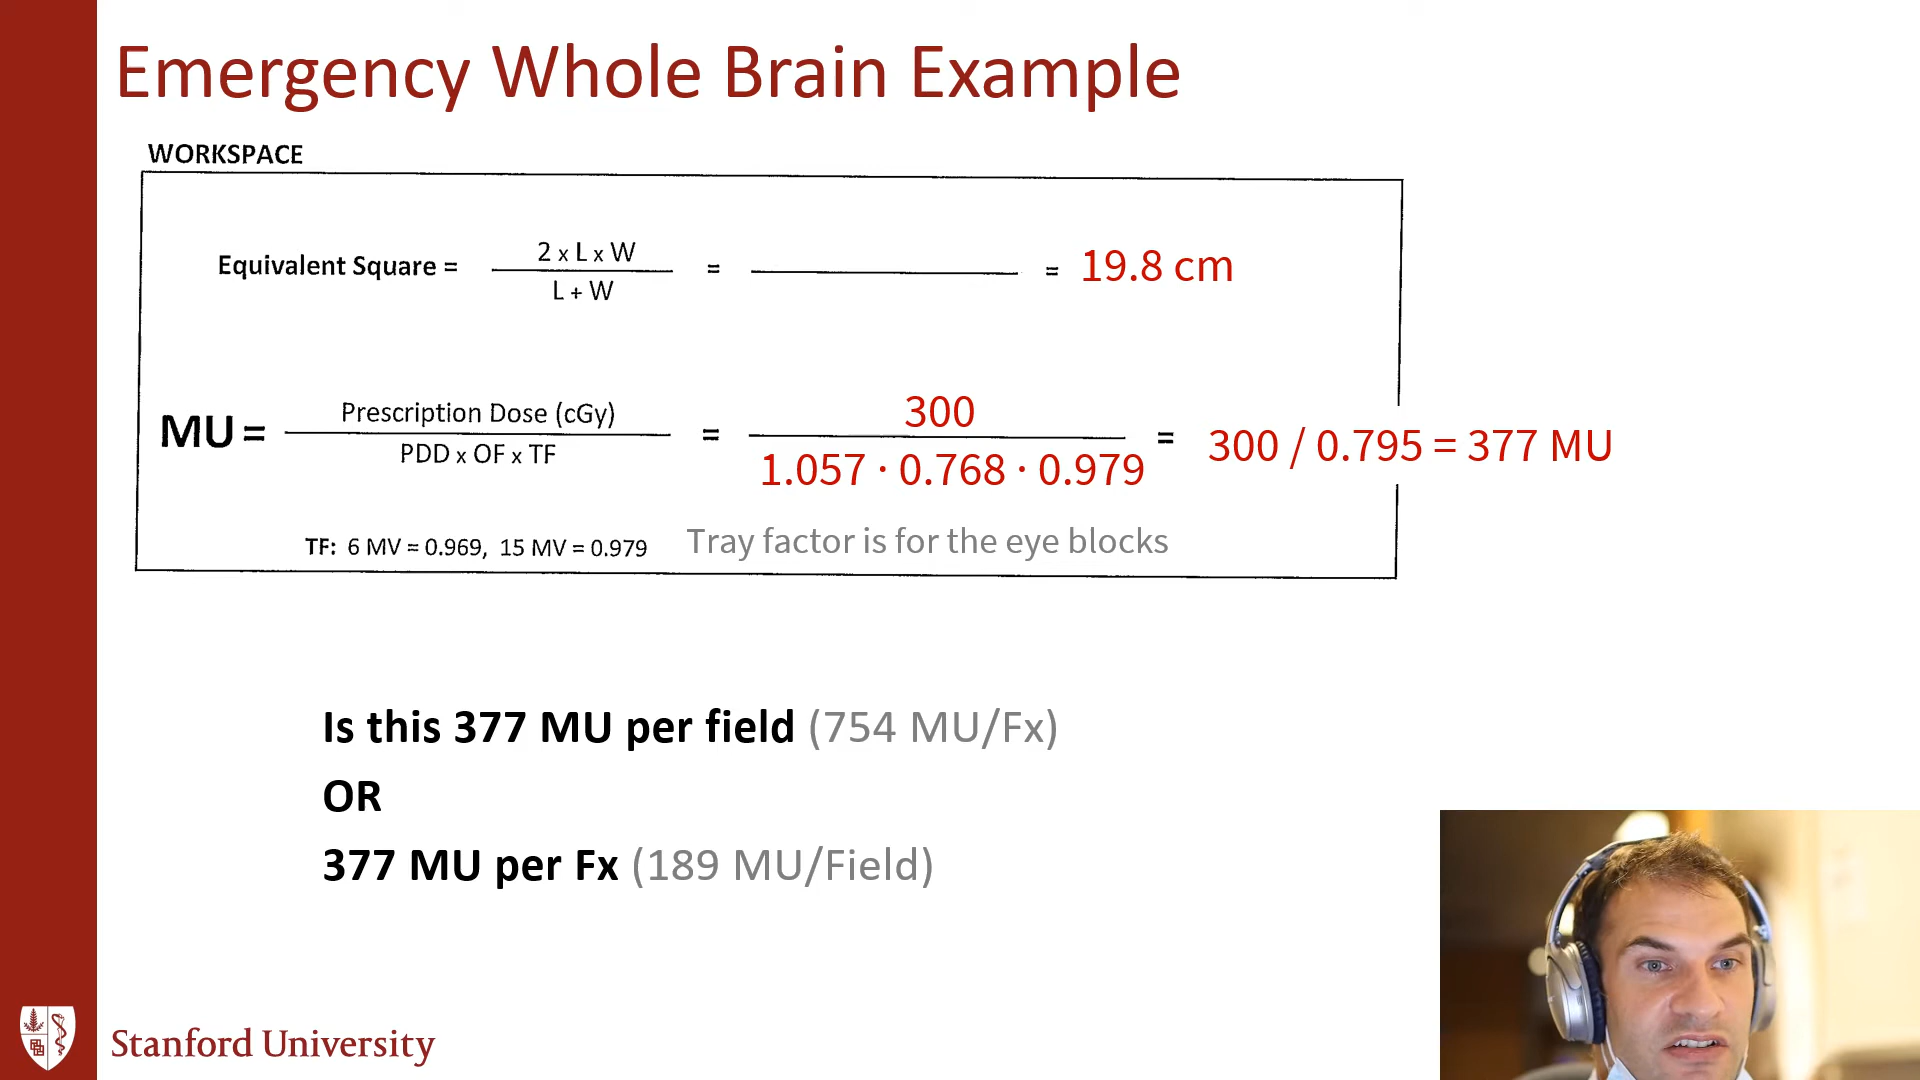 Emergency Whole Brain Example
WORKSPACE
Equivalent Square = 2 x L x W / L + W = = 19.8 cm
MU = Prescription Dose (cGy) / PDD x OF x TF = 300 / 1.057 · 0.768 · 0.979 = 300 / 0.795 = 377 MU
TF: 6 MV = 0.969, 15 MV = 0.979 Tray factor is for the eye blocks
Is this 377 MU per field (754 MU/Fx)
OR
377 MU per Fx (189 MU/Field)
Stanford University